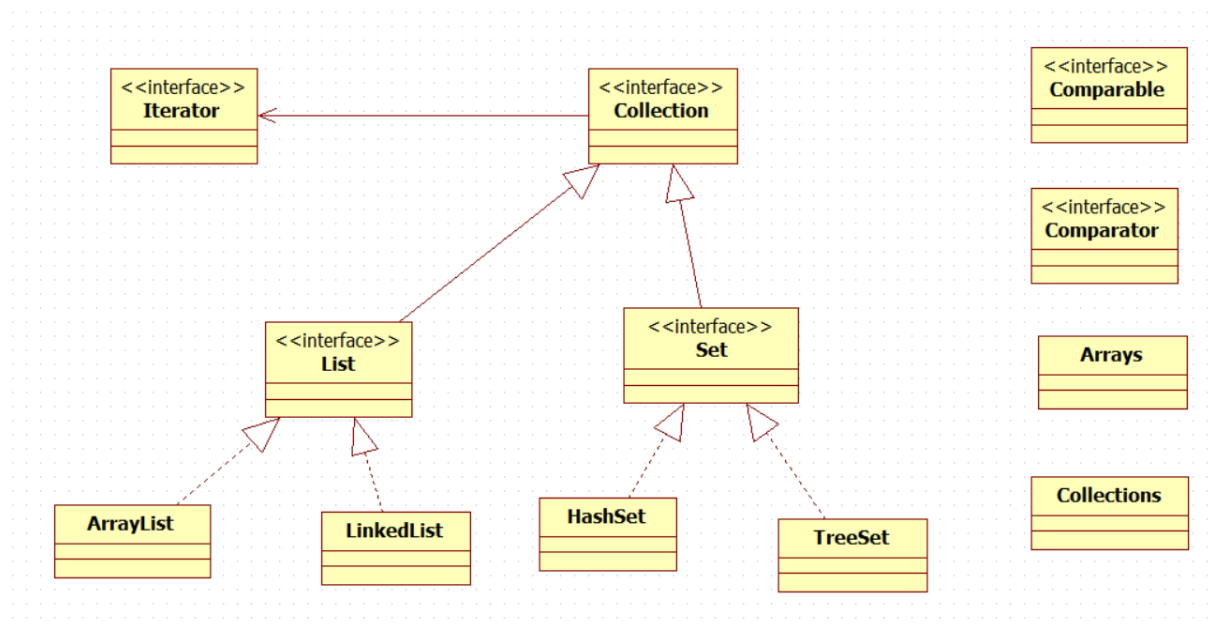 <<interface>>
Iterator
<<interface>>
Collection
<<interface>>
Comparable
<<interface>>
Comparator
<<interface>>
List
<<interface>>
Set
Arrays
ArrayList
LinkedList
HashSet
TreeSet
Collections